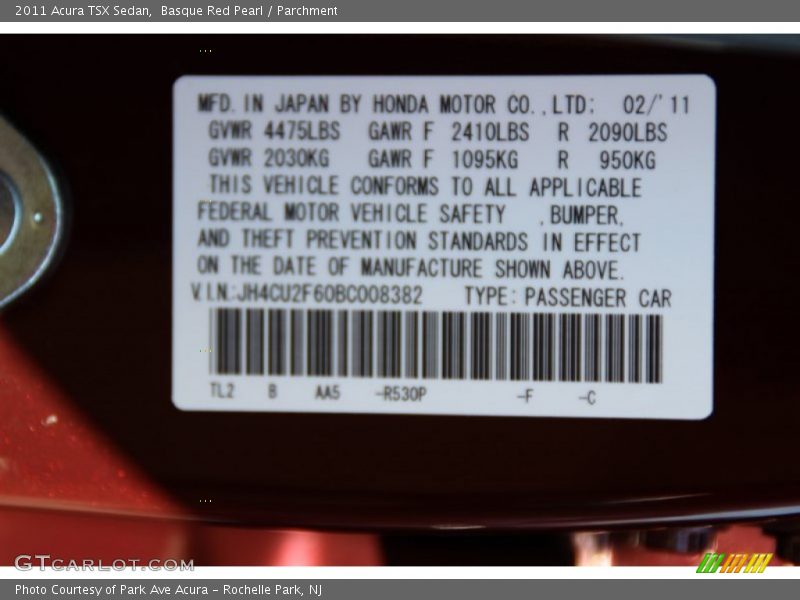 2011 Acura TSX Sedan, Basque Red Pearl / Parchment
MFD. IN JAPAN BY HONDA MOTOR CO.,LTD: 02/'11
GVWR 4475LBS GAWR F 2410LBS R 2090LBS
GVWR 2030KG GAWR F 1095KG R 950KG
THIS VEHICLE CONFORMS TO ALL APPLICABLE
FEDERAL MOTOR VEHICLE SAFETY ,BUMPER,
AND THEFT PREVENTION STANDARDS IN EFFECT
ON THE DATE OF MANUFACTURE SHOWN ABOVE.
V.I.N.:JH4CU2F60BC008382 TYPE: PASSENGER CAR
TL2 B AA5 -R530P -F -C
GTCARLOT.COM
Photo Courtesy of Park Ave Acura - Rochelle Park, NJ